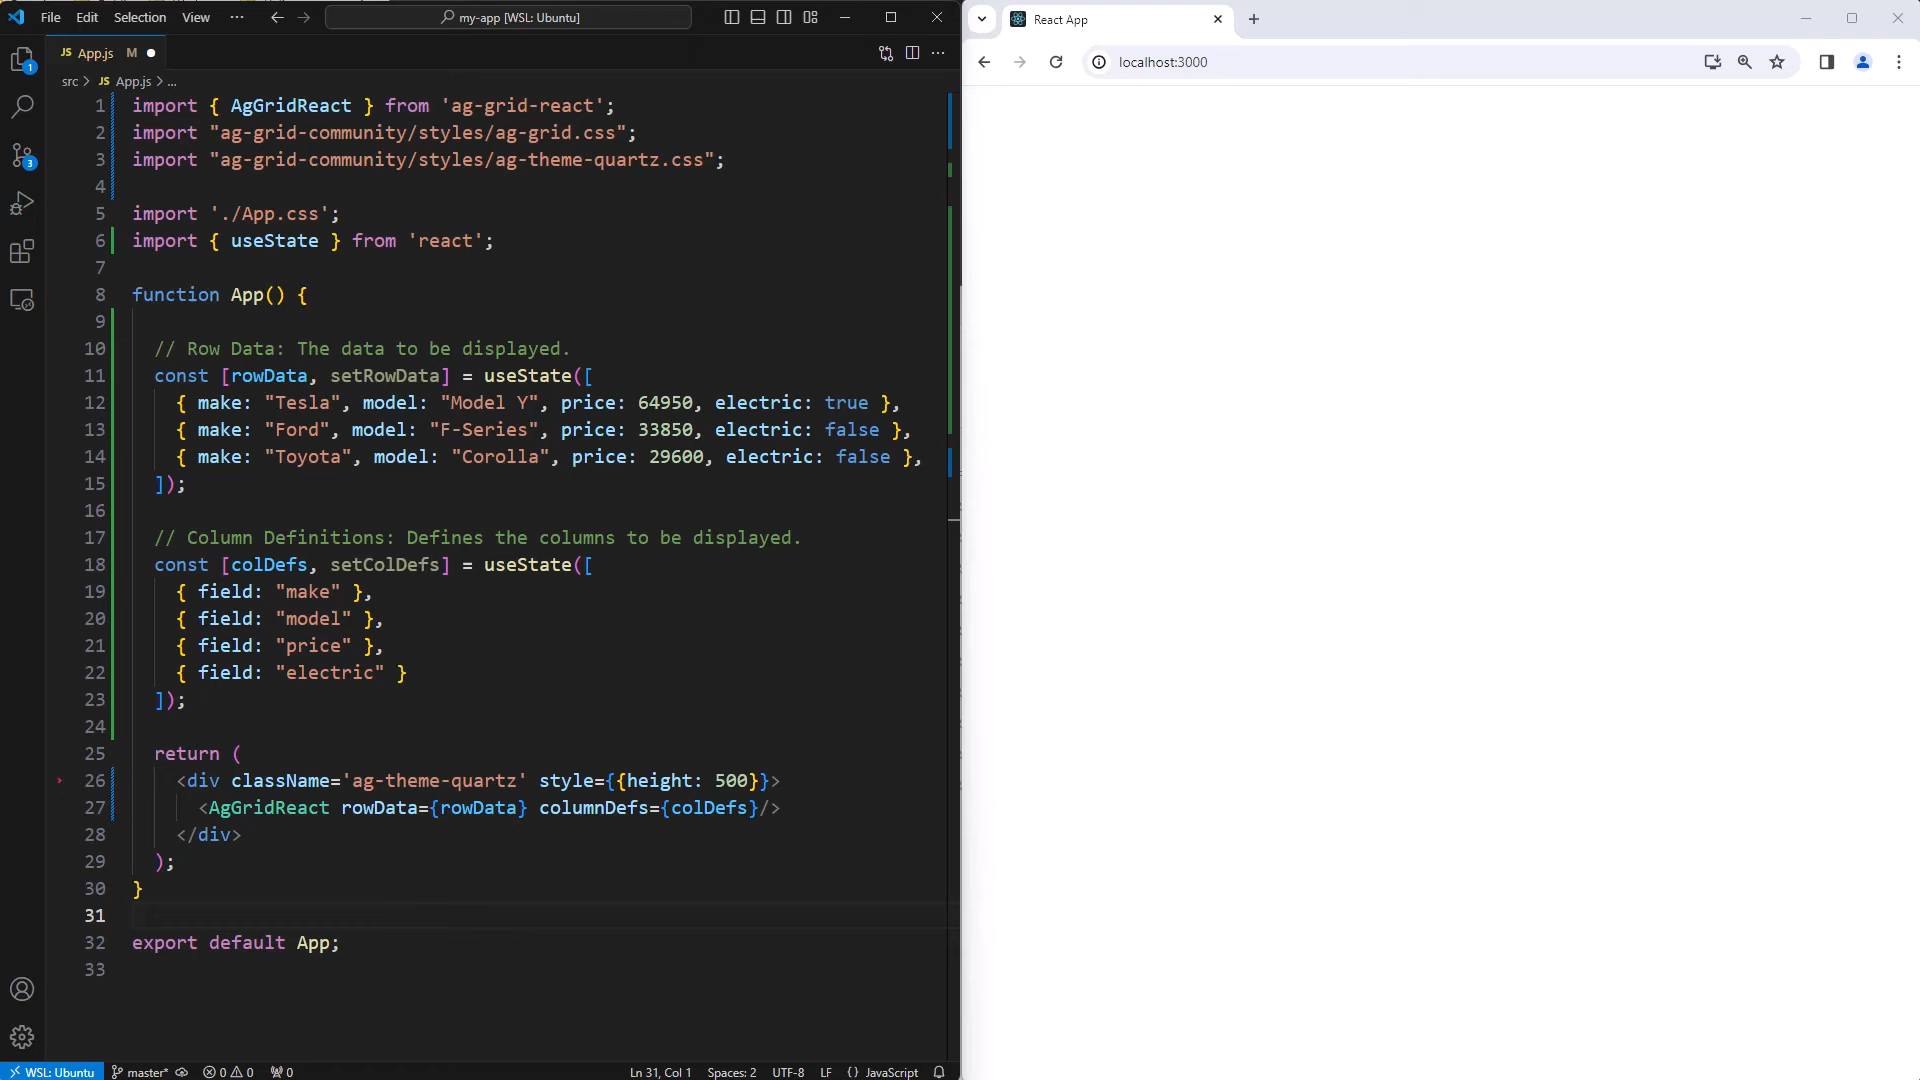 File Edit Selection View ··· my-app [WSL: Ubuntu]
JS App.js M
src > JS App.js > ...
1 import { AgGridReact } from 'ag-grid-react';
2 import "ag-grid-community/styles/ag-grid.css";
3 import "ag-grid-community/styles/ag-theme-quartz.css";
4
5 import './App.css';
6 import { useState } from 'react';
7
8 function App() {
9
10 // Row Data: The data to be displayed.
11 const [rowData, setRowData] = useState([
12 { make: "Tesla", model: "Model Y", price: 64950, electric: true },
13 { make: "Ford", model: "F-Series", price: 33850, electric: false },
14 { make: "Toyota", model: "Corolla", price: 29600, electric: false },
15 ]);
16
17 // Column Definitions: Defines the columns to be displayed.
18 const [colDefs, setColDefs] = useState([
19 { field: "make" },
20 { field: "model" },
21 { field: "price" },
22 { field: "electric" }
23 ]);
24
25 return (
26 <div className='ag-theme-quartz' style={{height: 500}}>
27 <AgGridReact rowData={rowData} columnDefs={colDefs}/>
28 </div>
29 );
30 }
31
32 export default App;
33
1
3
WSL: Ubuntu master* 0 0 0 Ln 31, Col 1 Spaces: 2 UTF-8 LF {} JavaScript
React App
localhost:3000